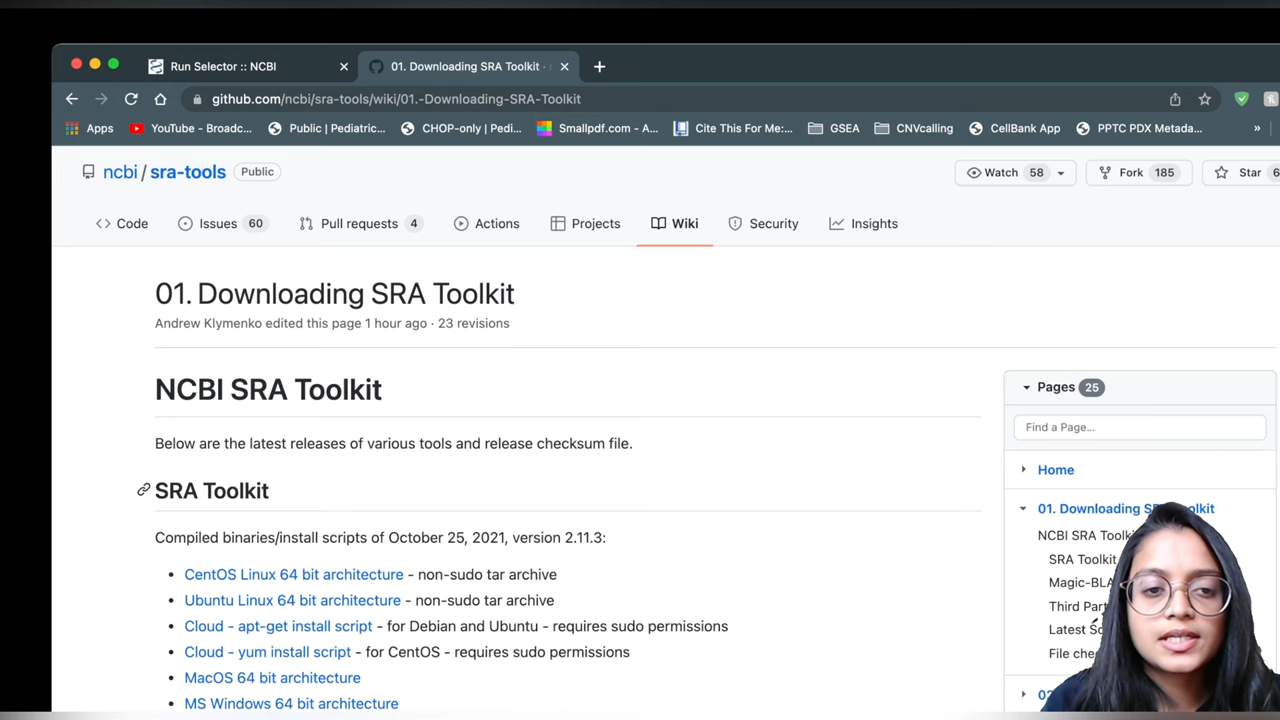 Run Selector :: NCBI
01. Downloading SRA Toolkit ·
github.com/ncbi/sra-tools/wiki/01.-Downloading-SRA-Toolkit
Apps YouTube - Broadc... Public | Pediatric... CHOP-only | Pedi... Smallpdf.com - A... Cite This For Me:... GSEA CNVcalling CellBank App PPTC PDX Metada... »
ncbi / sra-tools Public
Watch 58 Fork 185 Star
Code Issues 60 Pull requests 4 Actions Projects Wiki Security Insights
01. Downloading SRA Toolkit
Andrew Klymenko edited this page 1 hour ago · 23 revisions
NCBI SRA Toolkit
Below are the latest releases of various tools and release checksum file.
SRA Toolkit
Compiled binaries/install scripts of October 25, 2021, version 2.11.3:
• CentOS Linux 64 bit architecture - non-sudo tar archive
• Ubuntu Linux 64 bit architecture - non-sudo tar archive
• Cloud - apt-get install script - for Debian and Ubuntu - requires sudo permissions
• Cloud - yum install script - for CentOS - requires sudo permissions
• MacOS 64 bit architecture
• MS Windows 64 bit architecture
Pages 25
Find a Page...
Home
01. Downloading
NCBI SRA
SRA Toolkit
Third
Latest
File